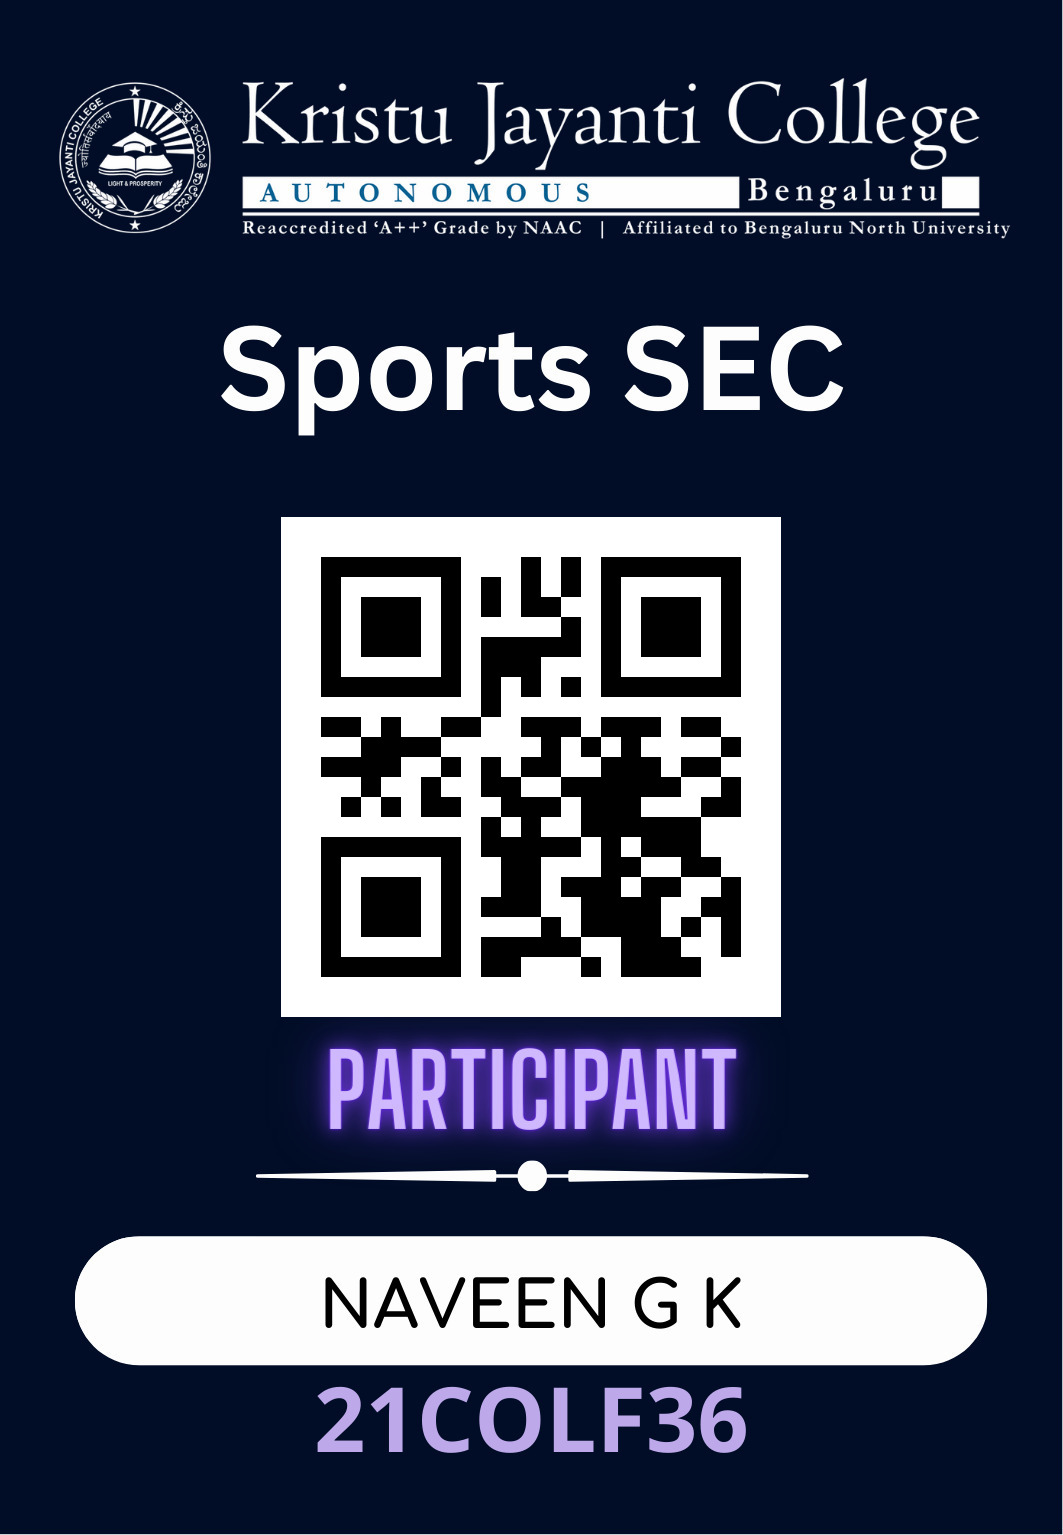 KRISTU JAYANTI COLLEGE
LIGHT & PROSPERITY
Kristu Jayanti College
AUTONOMOUS Bengaluru
Reaccredited ‘A++’ Grade by NAAC | Affiliated to Bengaluru North University
Sports SEC
PARTICIPANT
NAVEEN G K
21COLF36